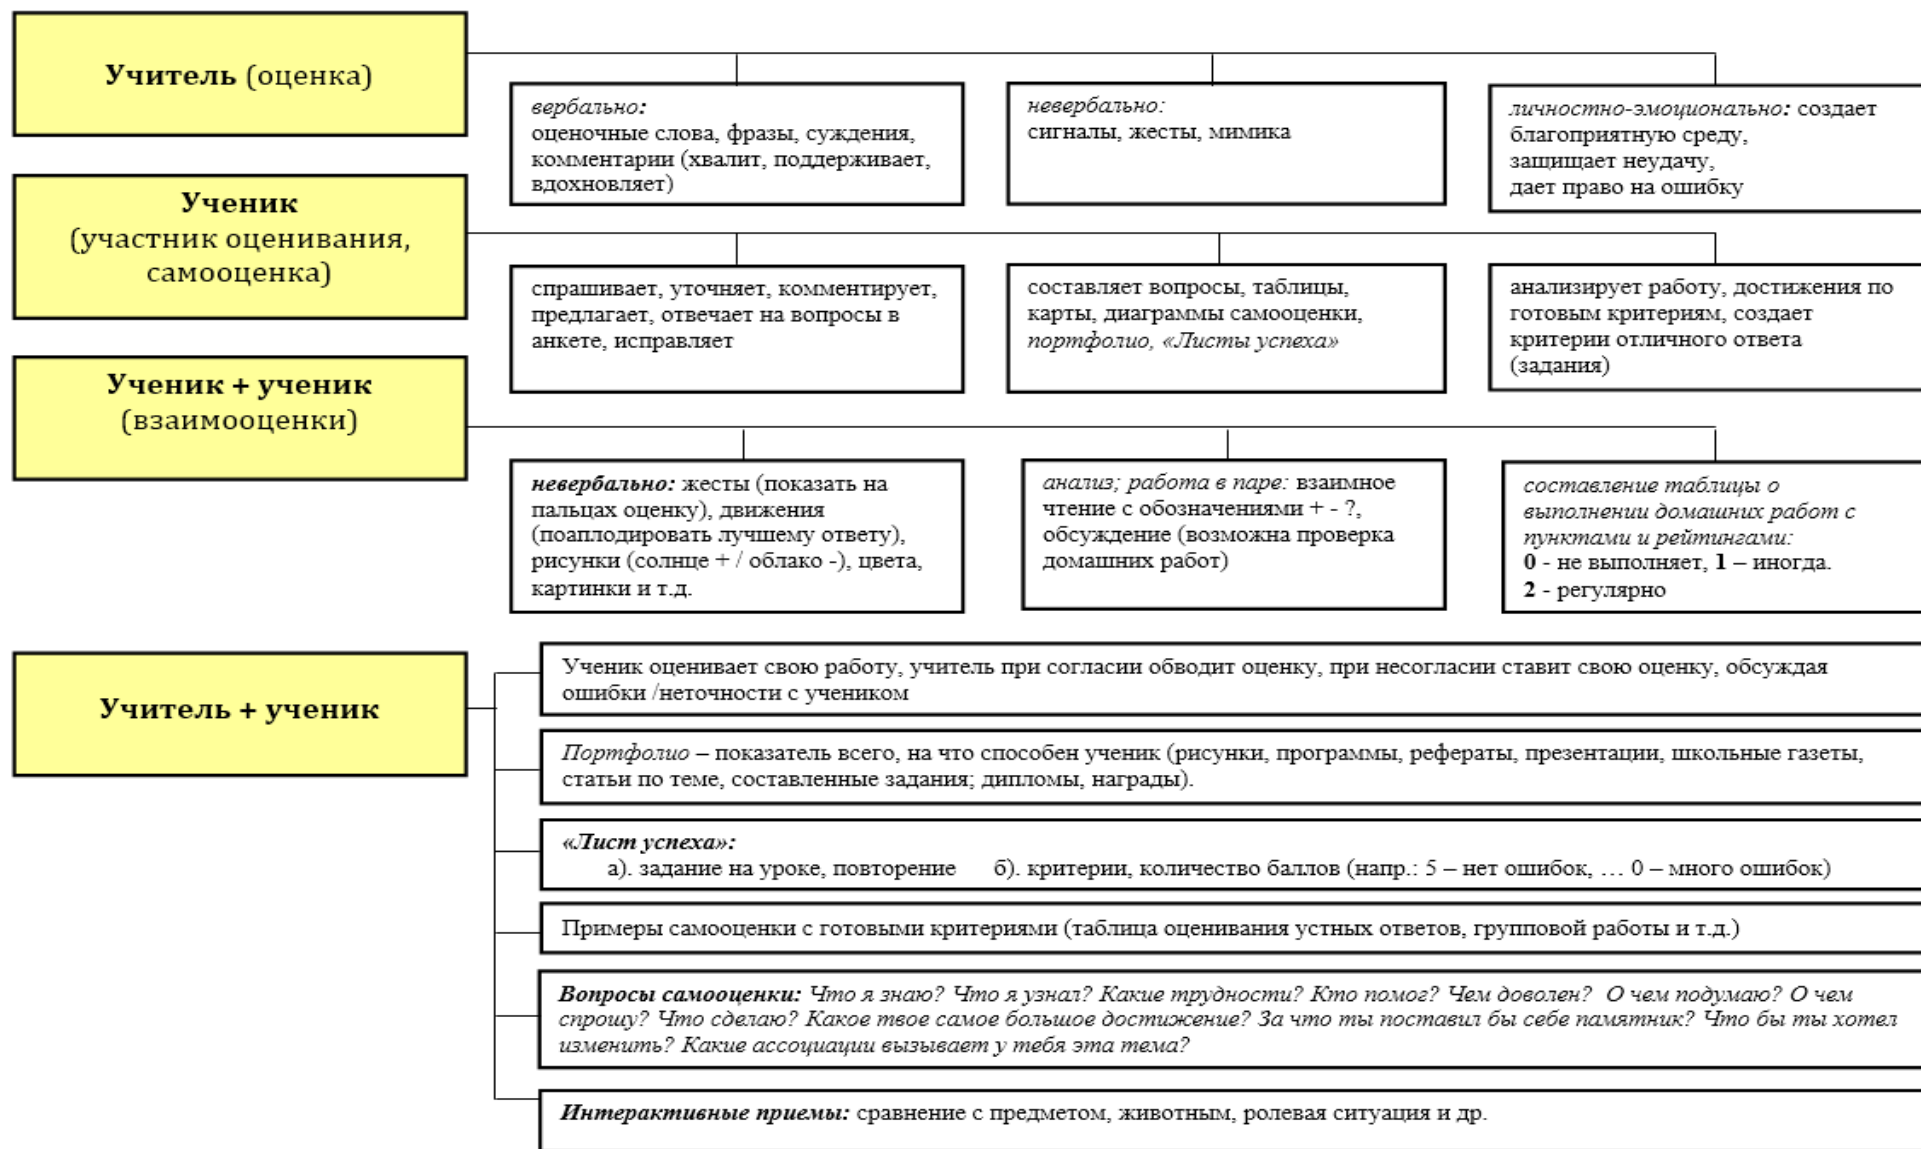 Учитель (оценка)
вербально:
оценочные слова, фразы, суждения,
комментарии (хвалит, поддерживает,
вдохновляет)
невербально:
сигналы, жесты, мимика
личностно-эмоционально: создает
благоприятную среду,
защищает неудачу,
дает право на ошибку
Ученик
(участник оценивания,
самооценка)
спрашивает, уточняет, комментирует,
предлагает, отвечает на вопросы в
анкете, исправляет
составляет вопросы, таблицы,
карты, диаграммы самооценки,
портфолио, «Листы успеха»
анализирует работу, достижения по
готовым критериям, создает
критерии отличного ответа
(задания)
Ученик + ученик
(взаимооценки)
невербально: жесты (показать на
пальцах оценку), движения
(поаплодировать лучшему ответу),
рисунки (солнце + / облако -), цвета,
картинки и т.д.
анализ; работа в паре: взаимное
чтение с обозначениями + - ?,
обсуждение (возможна проверка
домашних работ)
составление таблицы о
выполнении домашних работ с
пунктами и рейтингами:
0 - не выполняет, 1 – иногда.
2 - регулярно
Учитель + ученик
Ученик оценивает свою работу, учитель при согласии обводит оценку, при несогласии ставит свою оценку, обсуждая
ошибки /неточности с учеником
Портфолио – показатель всего, на что способен ученик (рисунки, программы, рефераты, презентации, школьные газеты,
статьи по теме, составленные задания; дипломы, награды).
«Лист успеха»:
а). задание на уроке, повторение б). критерии, количество баллов (напр.: 5 – нет ошибок, … 0 – много ошибок)
Примеры самооценки с готовыми критериями (таблица оценивания устных ответов, групповой работы и т.д.)
Вопросы самооценки: Что я знаю? Что я узнал? Какие трудности? Кто помог? Чем доволен? О чем подумаю? О чем
спрошу? Что сделаю? Какое твое самое большое достижение? За что ты поставил бы себе памятник? Что бы ты хотел
изменить? Какие ассоциации вызывает у тебя эта тема?
Интерактивные приемы: сравнение с предметом, животным, ролевая ситуация и др.